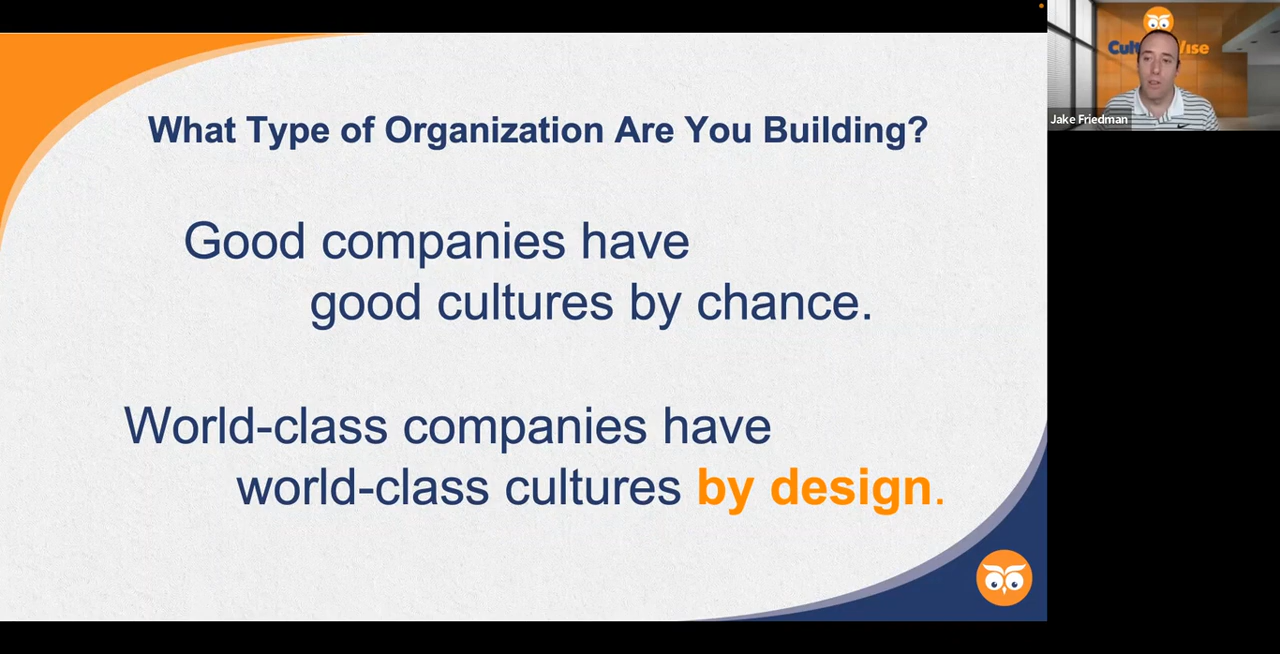 What Type of Organization Are You Building?
Good companies have
good cultures by chance.
World-class companies have
world-class cultures by design.
Jake Friedman